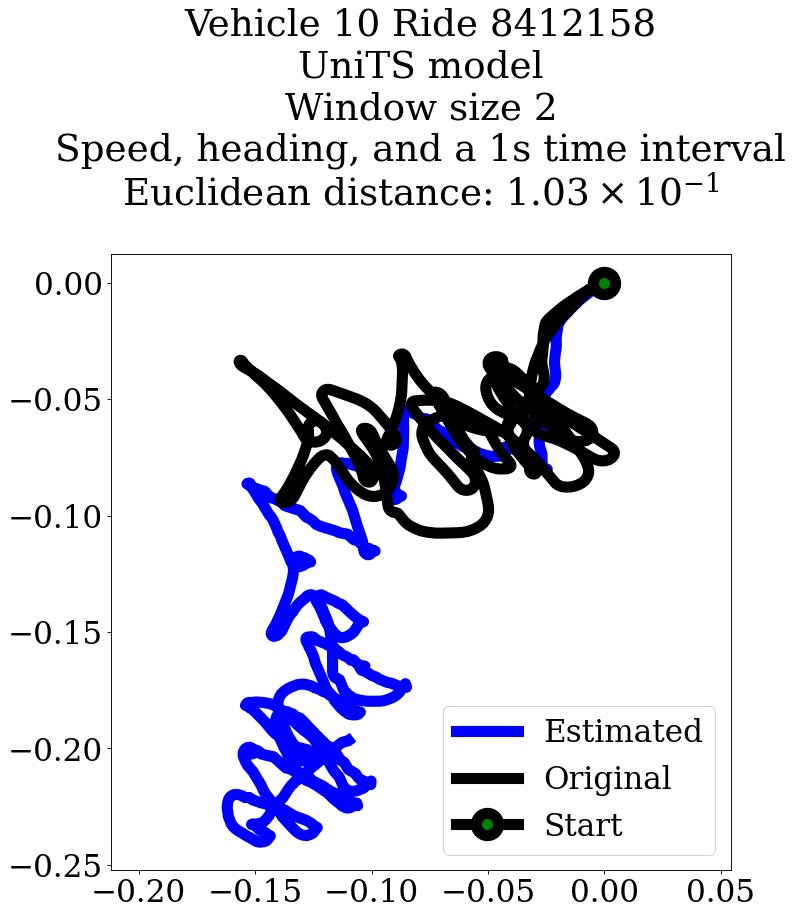 Vehicle 10 Ride 8412158
UniTS model
Window size 2
Speed, heading, and a 1s time interval
Euclidean distance: 1.03 × 10⁻¹
0.00
−0.05
−0.10
−0.15
−0.20
−0.25
Estimated
Original
Start
−0.20 −0.15 −0.10 −0.05 0.00 0.05